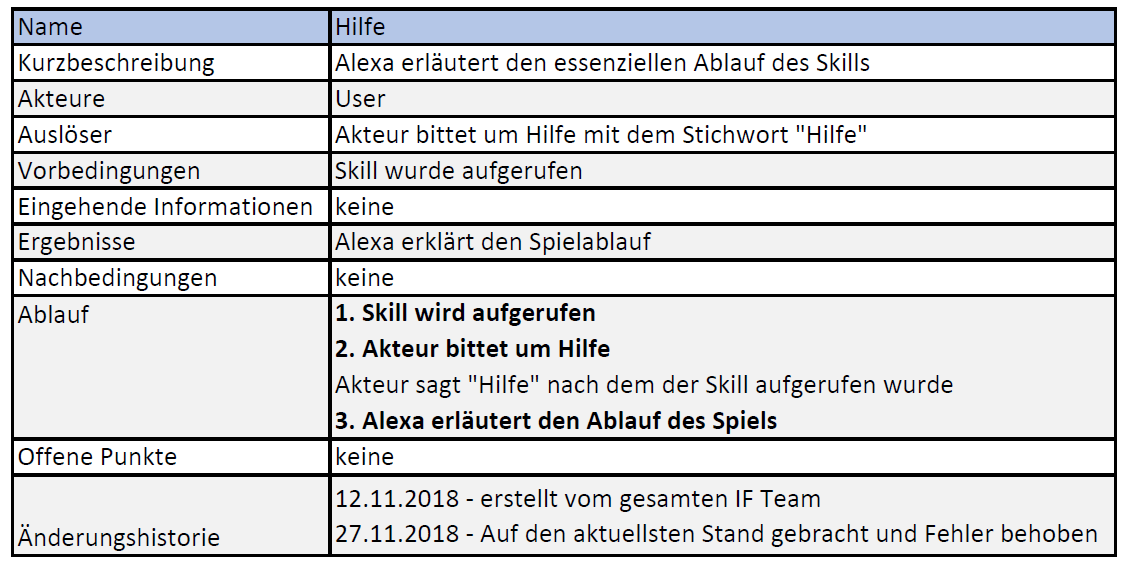 Name Hilfe
Kurzbeschreibung Alexa erläutert den essenziellen Ablauf des Skills
Akteure User
Auslöser Akteur bittet um Hilfe mit dem Stichwort "Hilfe"
Vorbedingungen Skill wurde aufgerufen
Eingehende Informationen keine
Ergebnisse Alexa erklärt den Spielablauf
Nachbedingungen keine
Ablauf 1. Skill wird aufgerufen
2. Akteur bittet um Hilfe
Akteur sagt "Hilfe" nach dem der Skill aufgerufen wurde
3. Alexa erläutert den Ablauf des Spiels
Offene Punkte keine
12.11.2018 - erstellt vom gesamten IF Team
Änderungshistorie 27.11.2018 - Auf den aktuellsten Stand gebracht und Fehler behoben